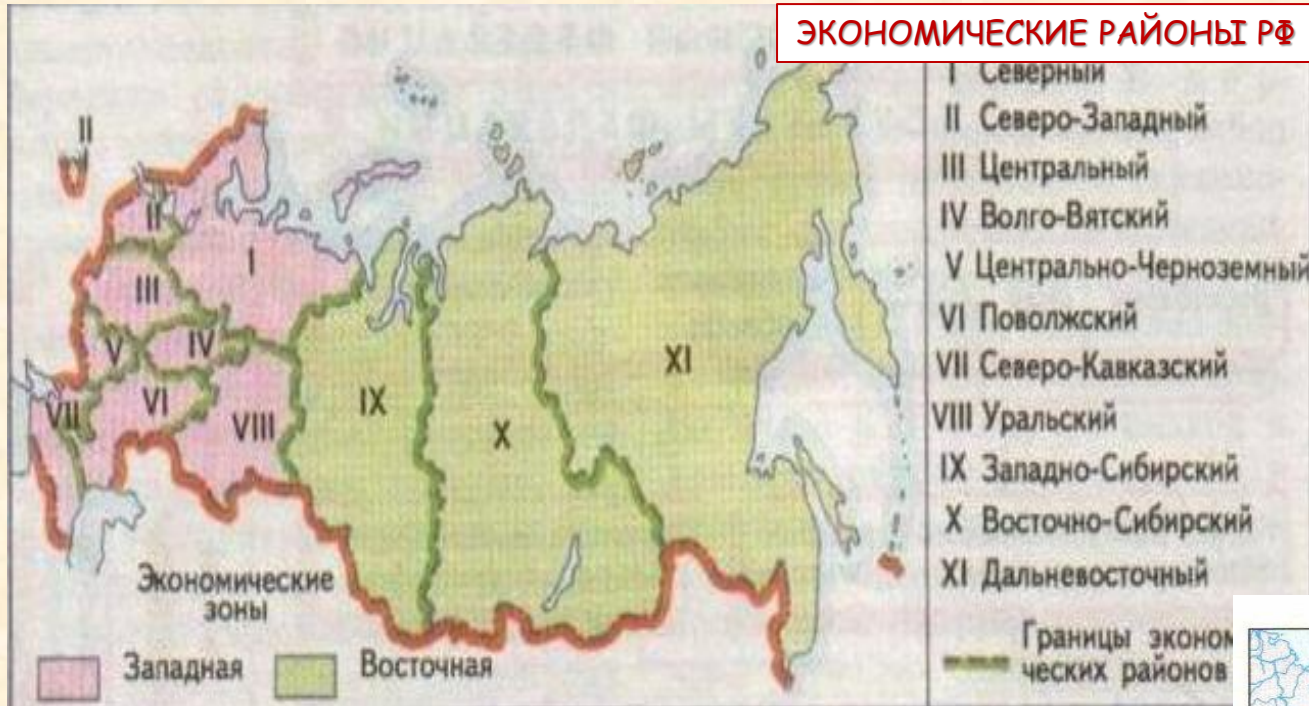 ЭКОНОМИЧЕСКИЕ РАЙОНЫ РФ
I Северный
II Северо-Западный
III Центральный
IV Волго-Вятский
V Центрально-Черноземный
VI Поволжский
VII Северо-Кавказский
VIII Уральский
IX Западно-Сибирский
X Восточно-Сибирский
XI Дальневосточный
Границы эконом
ческих районов
II
II
I
III
IV
V
VI
VII
VIII
IX
X
XI
Экономические
зоны
Западная
Восточная